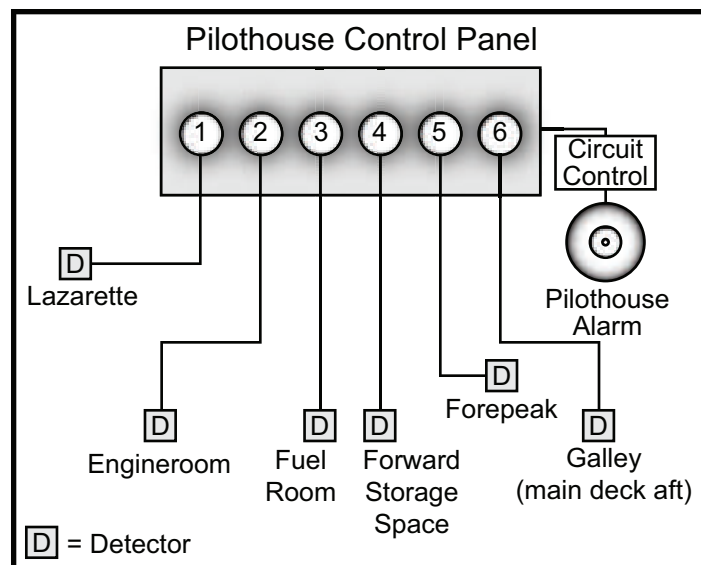 Pilothouse Control Panel
1 2 3 4 5 6
Circuit
Control
D
Lazarette
Pilothouse
Alarm
D
Forepeak
D
Engineroom
D
Fuel
Room
D
Forward
Storage
Space
D
Galley
(main deck aft)
D = Detector